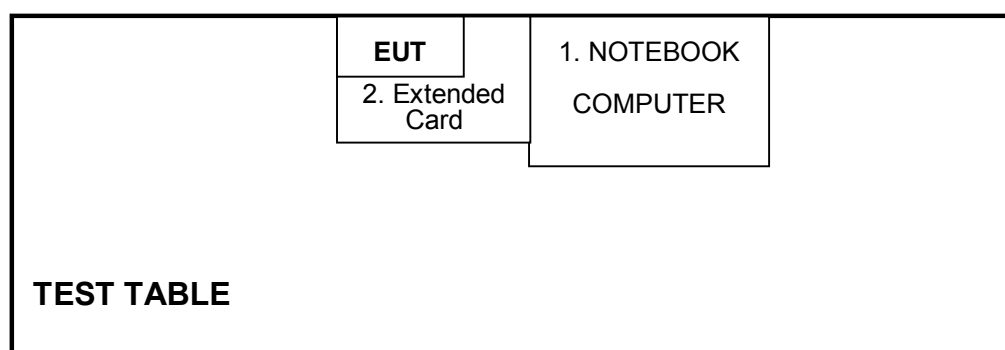 EUT
2. Extended
Card
1. NOTEBOOK
COMPUTER
TEST TABLE